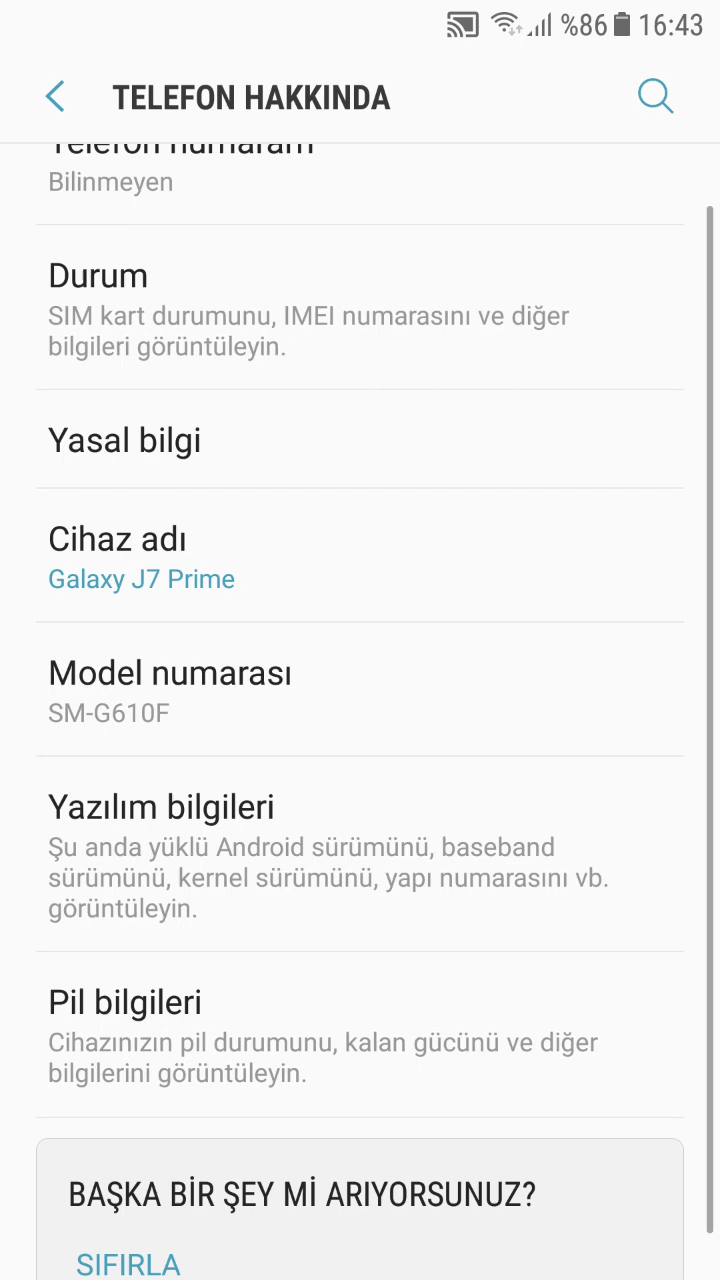 %86 16:43
TELEFON HAKKINDA
Telefon numaram
Bilinmeyen
Durum
SIM kart durumunu, IMEI numarasını ve diğer
bilgileri görüntüleyin.
Yasal bilgi
Cihaz adı
Galaxy J7 Prime
Model numarası
SM-G610F
Yazılım bilgileri
Şu anda yüklü Android sürümünü, baseband
sürümünü, kernel sürümünü, yapı numarasını vb.
görüntüleyin.
Pil bilgileri
Cihazınızın pil durumunu, kalan gücünü ve diğer
bilgilerini görüntüleyin.
BAŞKA BİR ŞEY Mİ ARIYORSUNUZ?
SIFIRLA